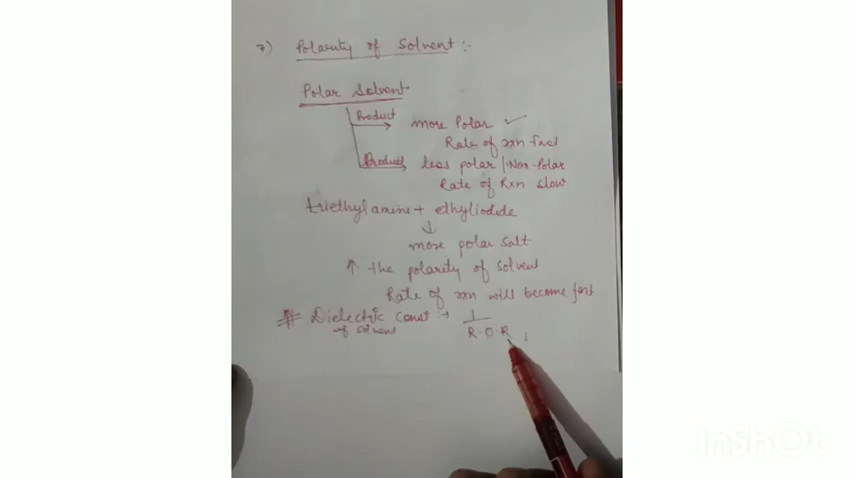 7) Polarity of Solvent :-
Polar Solvent
Product more Polar ✓
Rate of rxn fast
Product less polar / Non-Polar
Rate of Rxn slow
triethylamine + ethyliodide
↓
more polar salt
↑ the polarity of solvent
Rate of rxn will become fast
# Dielectric Const :→ 1
of solvent R.O.R ↓
InShOt